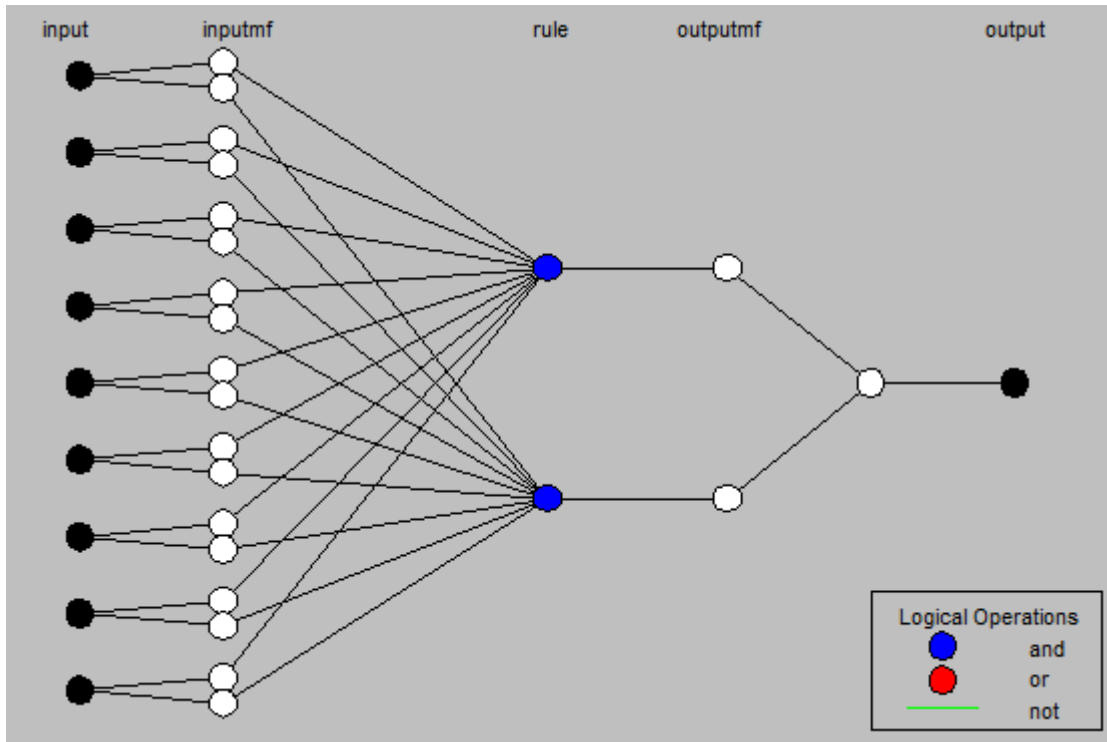 input inputmf rule outputmf output
Logical Operations
and
or
not